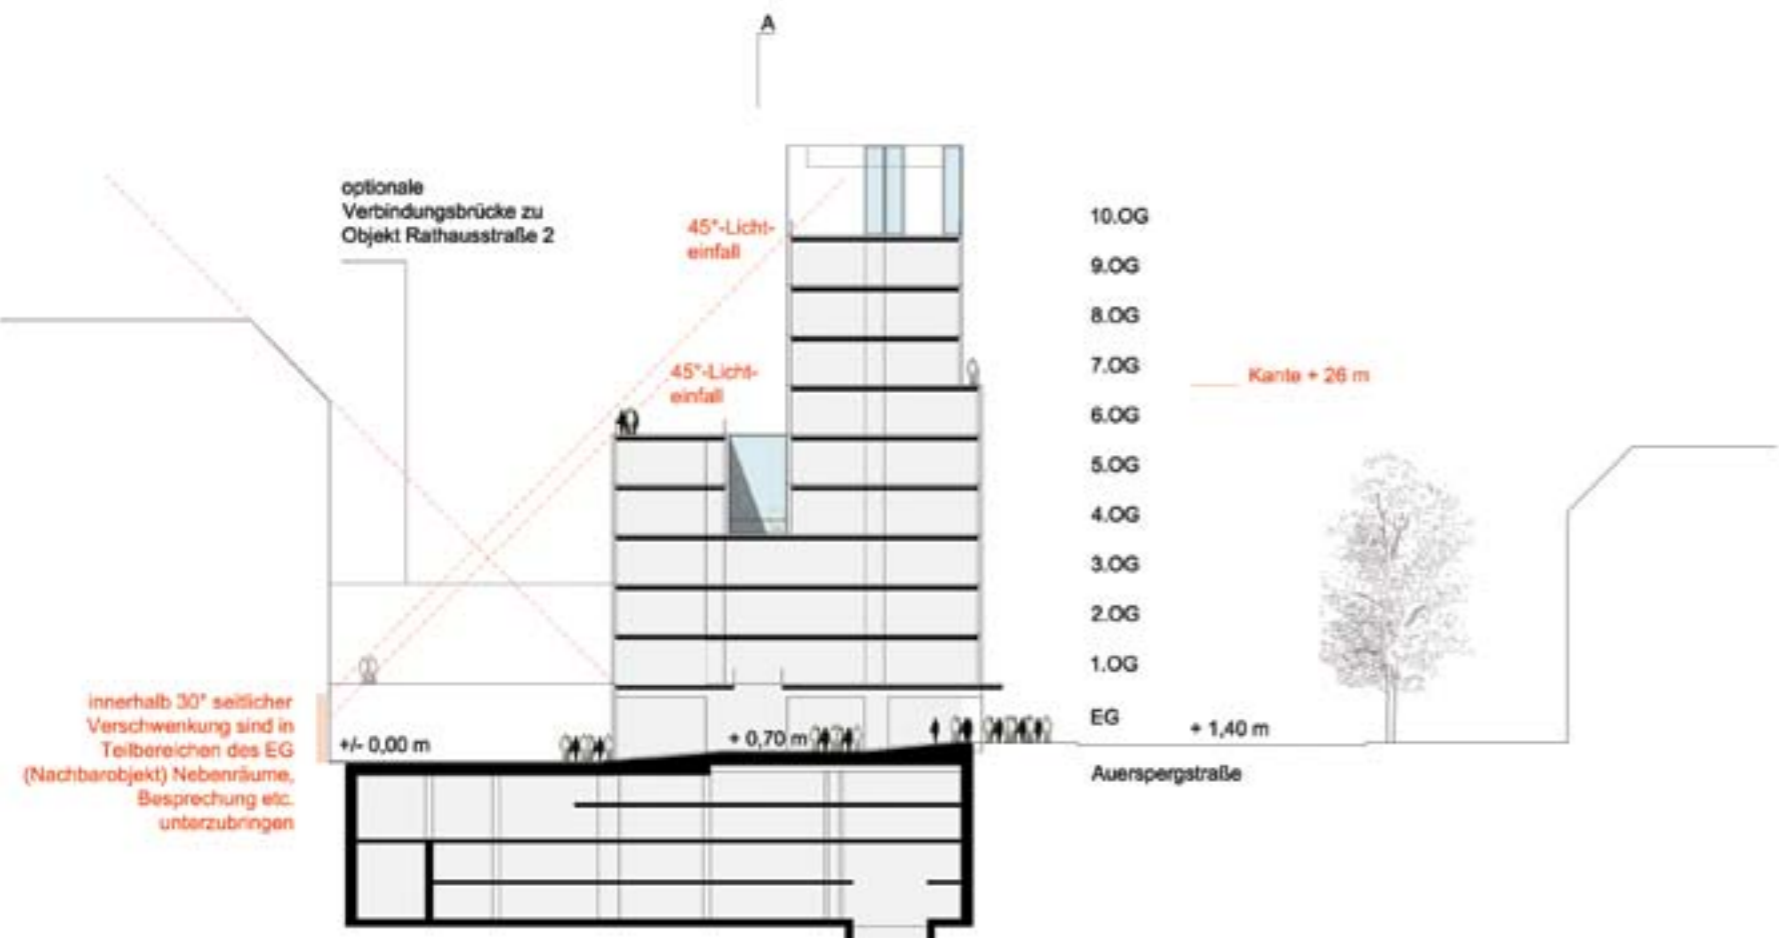 A
optionale
Verbindungsbrücke zu
Objekt Rathausstraße 2
45°-Licht-
einfall
45°-Licht-
einfall
10.OG
9.OG
8.OG
7.OG
6.OG
5.OG
4.OG
3.OG
2.OG
1.OG
EG
Kante + 26 m
+ 1,40 m
Auerspergstraße
+ 0,70 m
+/- 0,00 m
innerhalb 30° seitlicher
Verschwenkung sind in
Teilbereichen des EG
(Nachbarobjekt) Nebenräume,
Besprechung etc.
unterzubringen